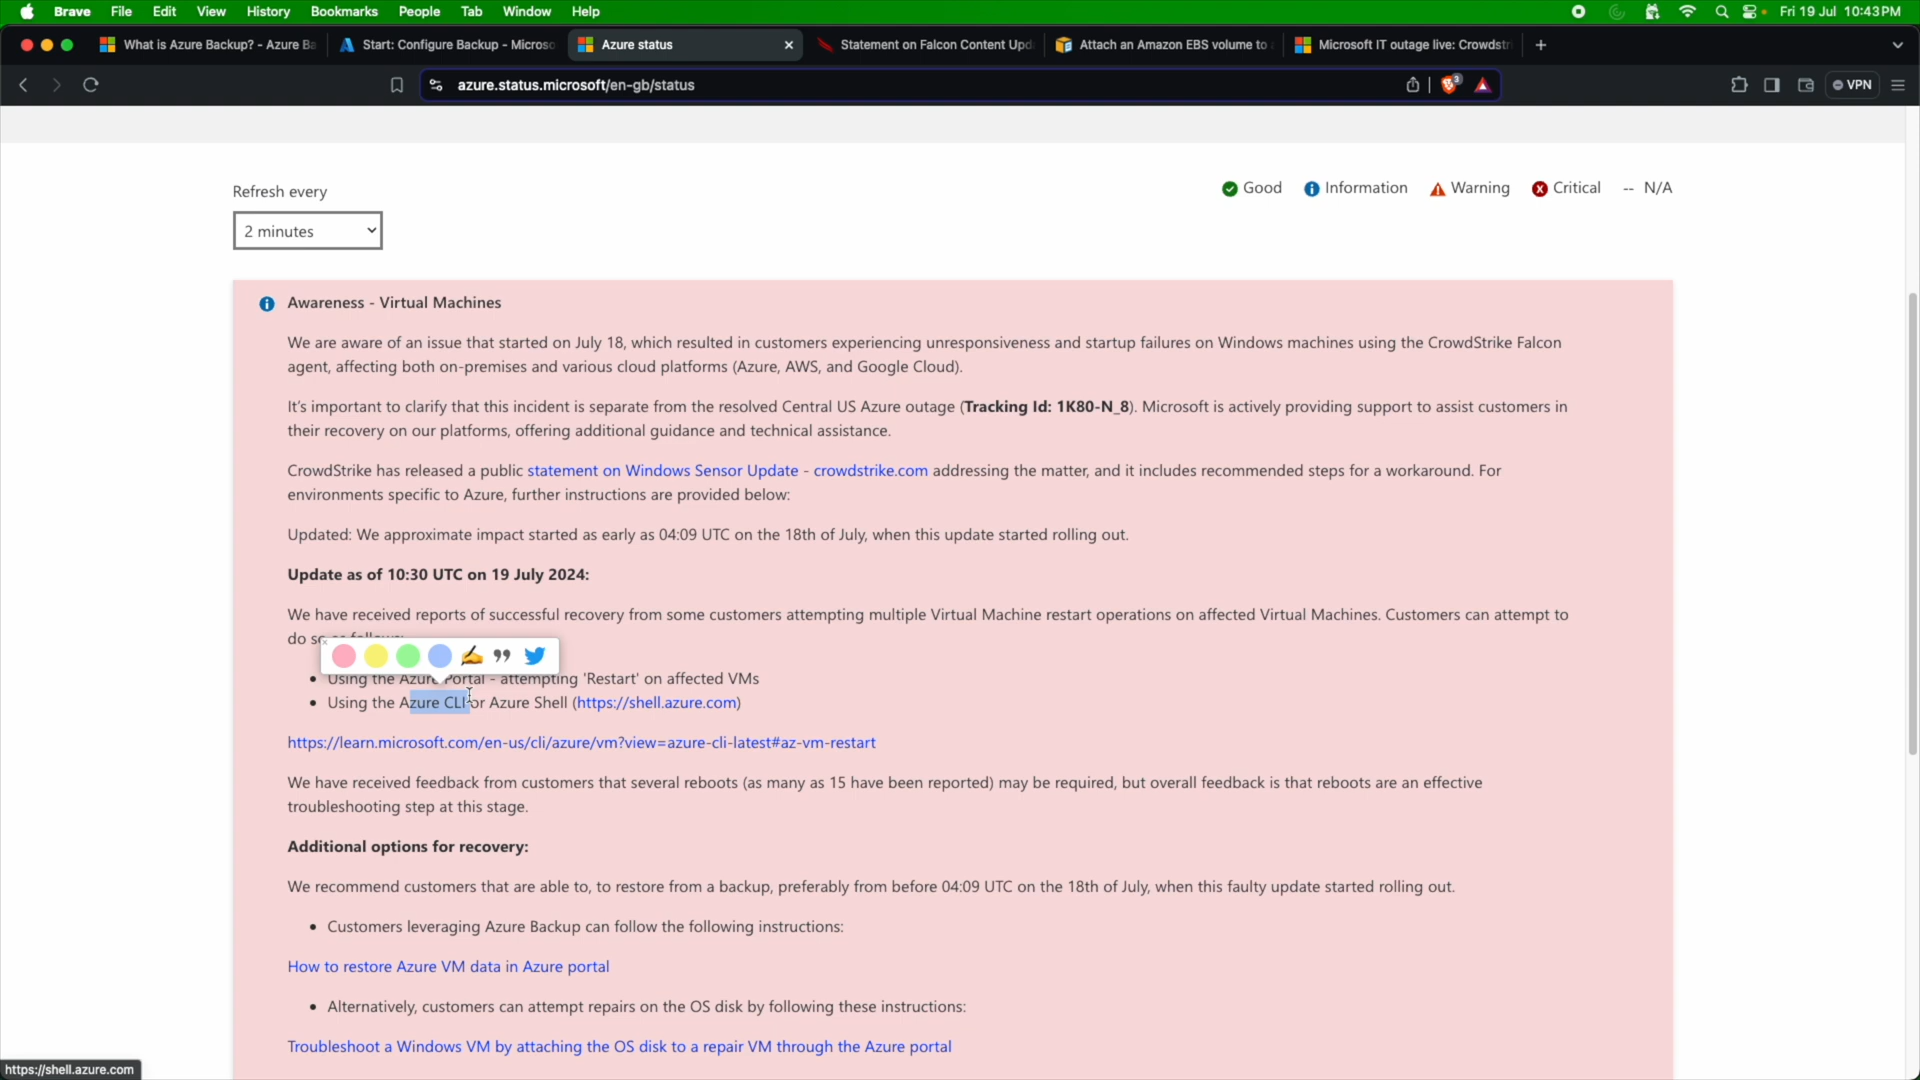 Brave File Edit View History Bookmarks People Tab Window Help Fri 19 Jul 10:43 PM
What is Azure Backup? - Azure Ba Start: Configure Backup - Microso Azure status Statement on Falcon Content Upd Attach an Amazon EBS volume to Microsoft IT outage live: Crowdstr
azure.status.microsoft/en-gb/status 3 VPN
Refresh every
Good Information Warning Critical -- N/A
2 minutes
Awareness - Virtual Machines
We are aware of an issue that started on July 18, which resulted in customers experiencing unresponsiveness and startup failures on Windows machines using the CrowdStrike Falcon
agent, affecting both on-premises and various cloud platforms (Azure, AWS, and Google Cloud).
It's important to clarify that this incident is separate from the resolved Central US Azure outage (Tracking Id: 1K80-N_8). Microsoft is actively providing support to assist customers in
their recovery on our platforms, offering additional guidance and technical assistance.
CrowdStrike has released a public statement on Windows Sensor Update - crowdstrike.com addressing the matter, and it includes recommended steps for a workaround. For
environments specific to Azure, further instructions are provided below:
Updated: We approximate impact started as early as 04:09 UTC on the 18th of July, when this update started rolling out.
Update as of 10:30 UTC on 19 July 2024:
We have received reports of successful recovery from some customers attempting multiple Virtual Machine restart operations on affected Virtual Machines. Customers can attempt to
do so as follows:
• Using the Azure Portal - attempting 'Restart' on affected VMs
• Using the Azure CLI or Azure Shell (https://shell.azure.com)
https://learn.microsoft.com/en-us/cli/azure/vm?view=azure-cli-latest#az-vm-restart
We have received feedback from customers that several reboots (as many as 15 have been reported) may be required, but overall feedback is that reboots are an effective
troubleshooting step at this stage.
Additional options for recovery:
We recommend customers that are able to, to restore from a backup, preferably from before 04:09 UTC on the 18th of July, when this faulty update started rolling out.
• Customers leveraging Azure Backup can follow the following instructions:
How to restore Azure VM data in Azure portal
• Alternatively, customers can attempt repairs on the OS disk by following these instructions:
Troubleshoot a Windows VM by attaching the OS disk to a repair VM through the Azure portal
https://shell.azure.com